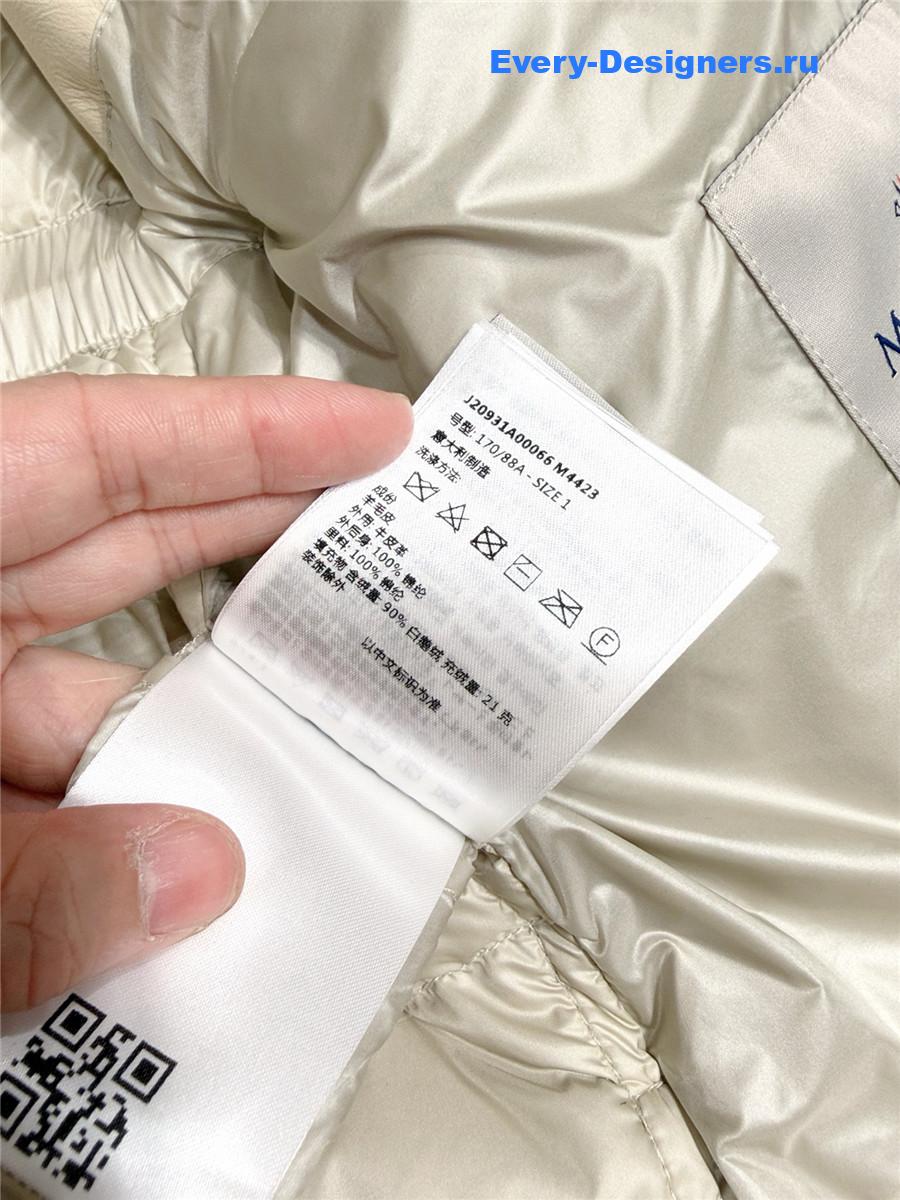 Every-Designers.ru
M
J20931A00066 M4423
号型: 170/88A - SIZE 1
意大利制造
洗涤方法
F
成份
羊毛皮
外用: 牛皮革
外后身: 100% 锦纶
里料: 100% 锦纶
填充物 含绒量: 90% 白鹅绒 充绒量: 21 克
装饰除外
以中文标识为准